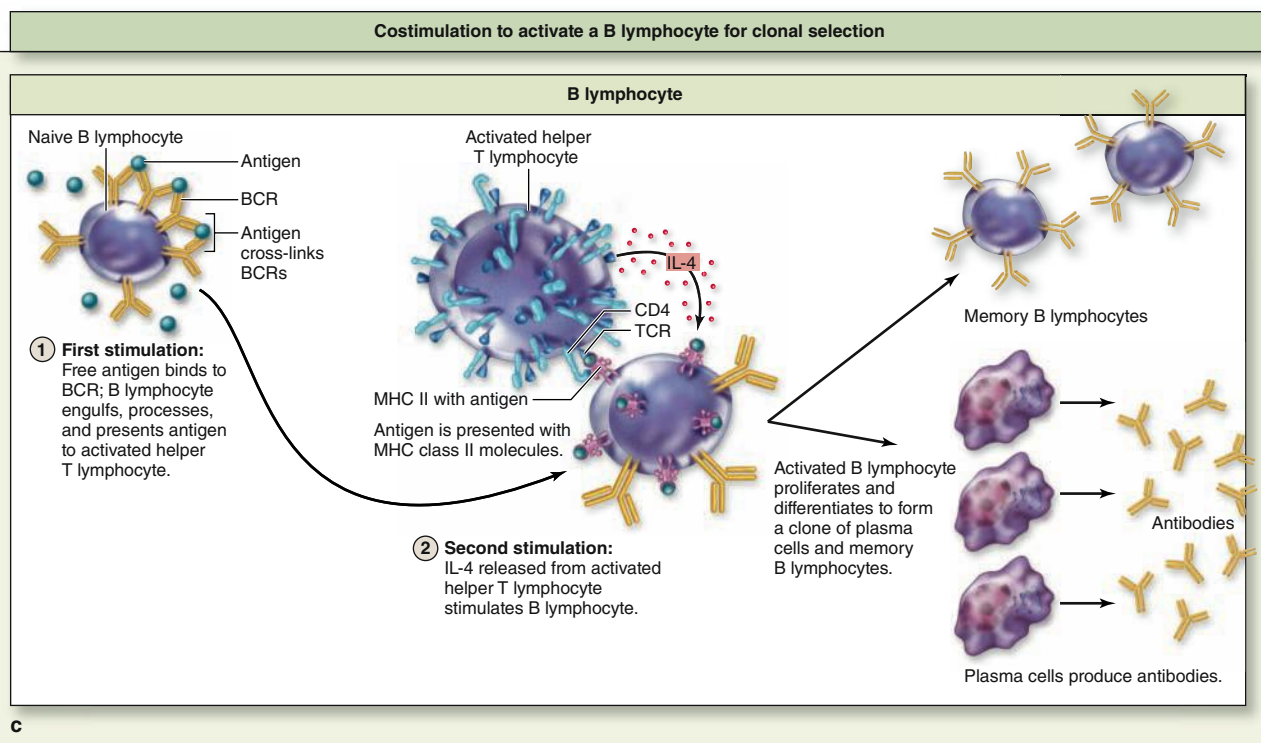 Costimulation to activate a B lymphocyte for clonal selection
B lymphocyte
Naive B lymphocyte
Antigen
BCR
Antigen
cross-links
BCRs
1 First stimulation:
Free antigen binds to
BCR; B lymphocyte
engulfs, processes,
and presents antigen
to activated helper
T lymphocyte.
Activated helper
T lymphocyte
IL-4
CD4
TCR
MHC II with antigen
Antigen is presented with
MHC class II molecules.
2 Second stimulation:
IL-4 released from activated
helper T lymphocyte
stimulates B lymphocyte.
Activated B lymphocyte
proliferates and
differentiates to form
a clone of plasma
cells and memory
B lymphocytes.
Memory B lymphocytes
Antibodies
Plasma cells produce antibodies.
c